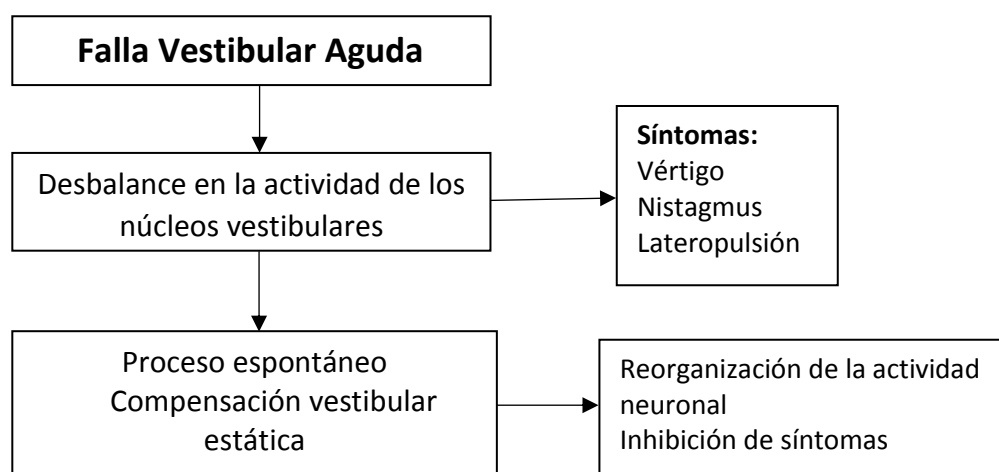 Falla Vestibular Aguda
Desbalance en la actividad de los
núcleos vestibulares
Síntomas:
Vértigo
Nistagmus
Lateropulsión
Proceso espontáneo
Compensación vestibular
estática
Reorganización de la actividad
neuronal
Inhibición de síntomas